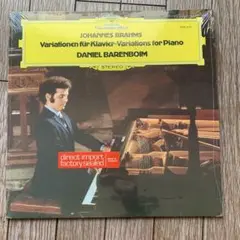 JOHANNES BRAHMS
Variationen für Klavier · Variations for Piano
DANIEL BARENBOIM
STEREO
direct import
factory sealed